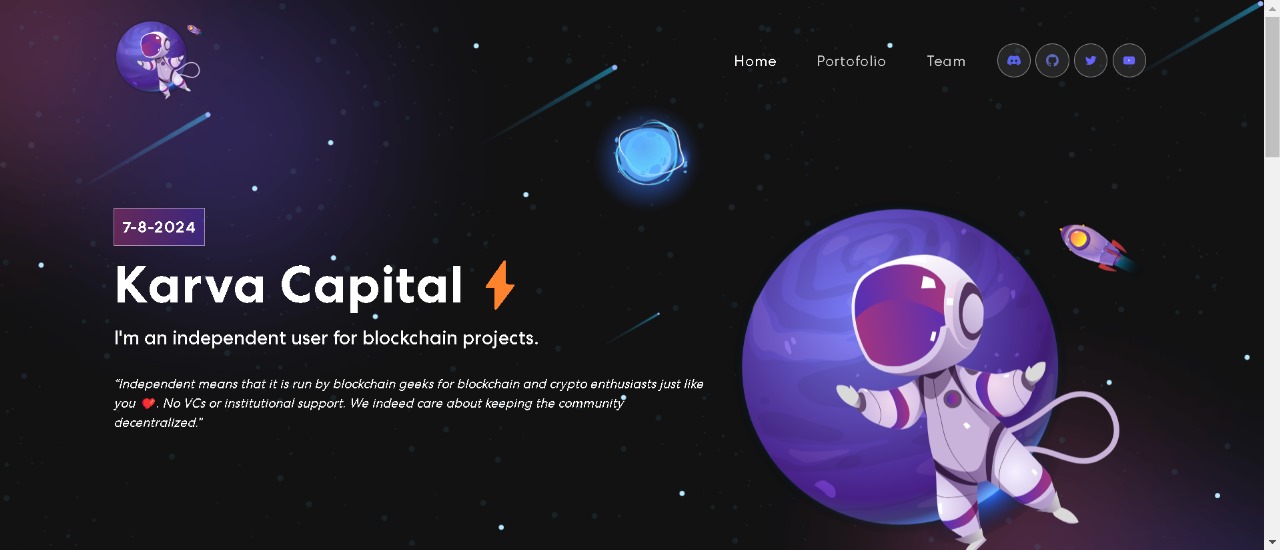 Home Portofolio Team
7-8-2024
Karva Capital
I'm an independent user for blockchain projects.
"Independent means that it is run by blockchain geeks for blockchain and crypto enthusiasts just like
you ❤️. No VCs or institutional support. We indeed care about keeping the community
decentralized."